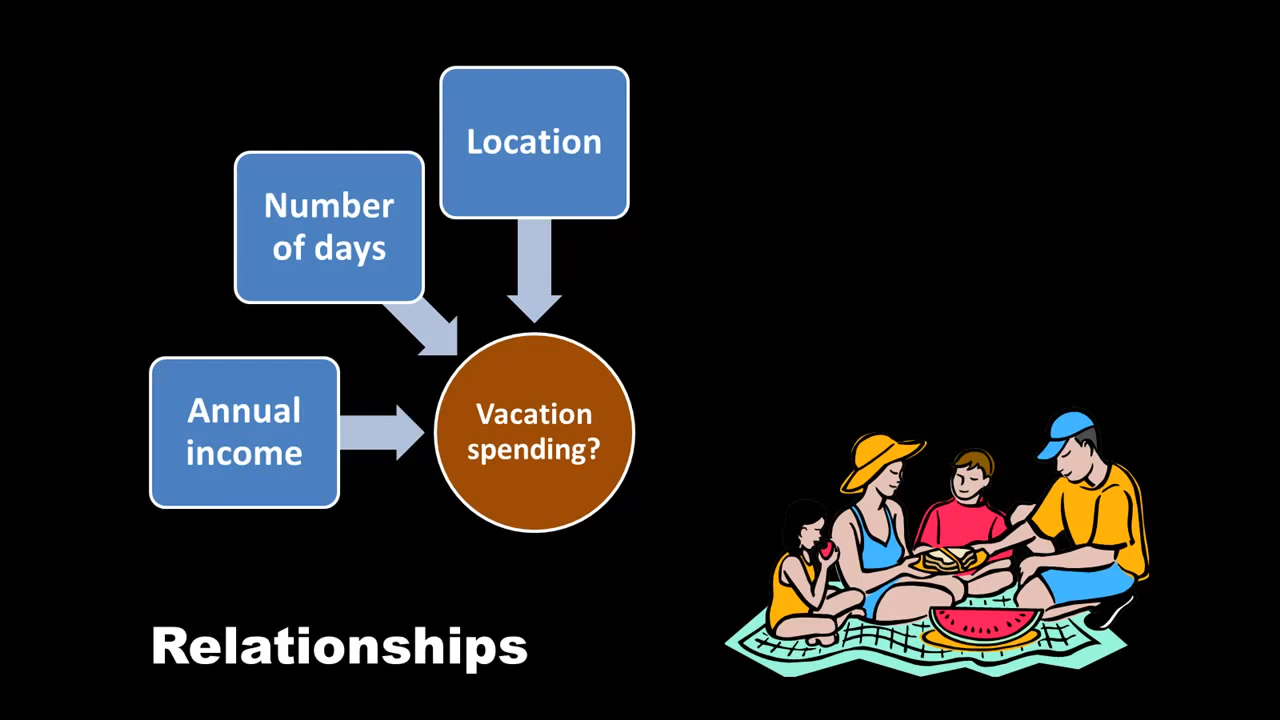 Location
Number
of days
Annual
income
Vacation
spending?
Relationships